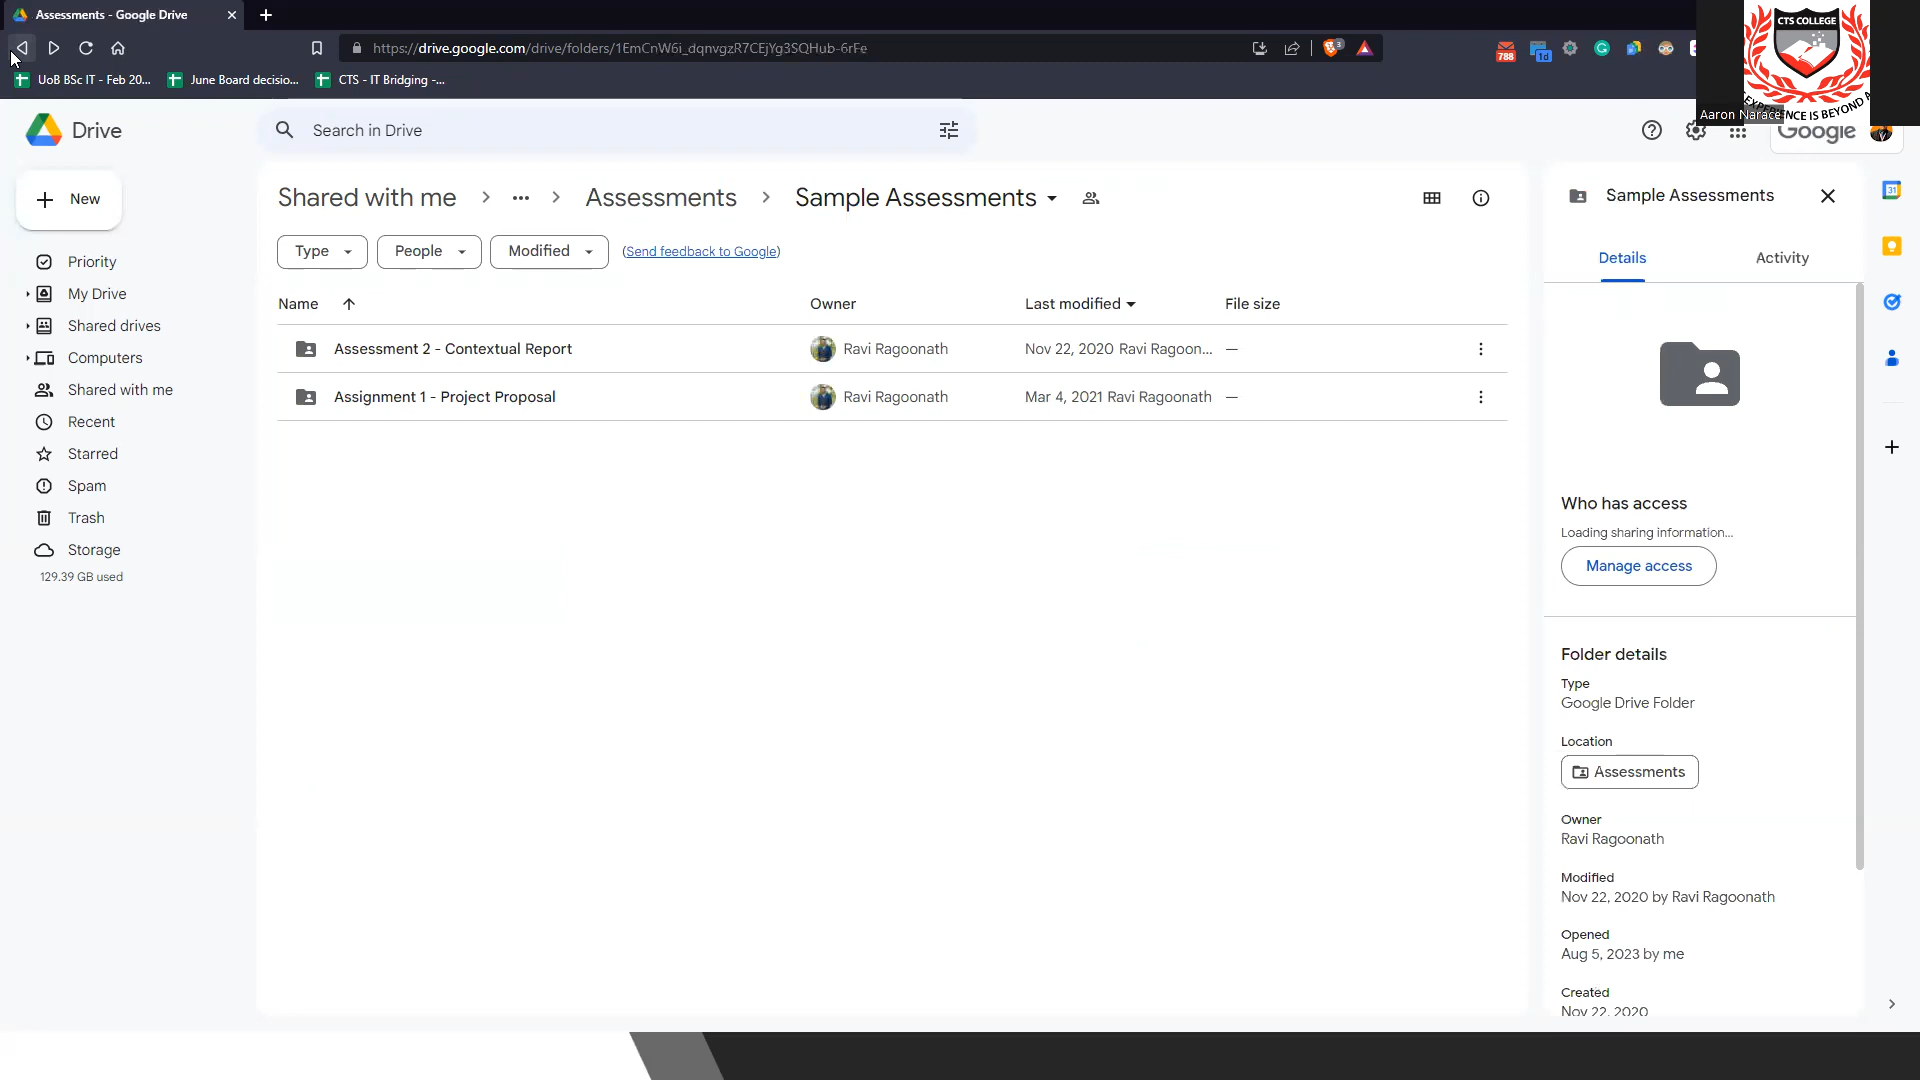 Assessments - Google Drive
https://drive.google.com/drive/folders/1EmCnW6i_dqnvgzR7CEjYg3SQHub-6rFe
788
1d
3
UoB BSc IT - Feb 20...
June Board decisio...
CTS - IT Bridging -...
CTS COLLEGE
Aaron Narace
Drive
Search in Drive
Google
New
Shared with me
...
Assessments
Sample Assessments
Type
People
Modified
(Send feedback to Google)
Priority
My Drive
Shared drives
Computers
Shared with me
Recent
Starred
Spam
Trash
Storage
129.39 GB used
Name
Owner
Last modified
File size
Assessment 2 - Contextual Report
Ravi Ragoonath
Nov 22, 2020 Ravi Ragoon...
—
Assignment 1 - Project Proposal
Ravi Ragoonath
Mar 4, 2021 Ravi Ragoonath
—
Sample Assessments
Details
Activity
Who has access
Loading sharing information...
Manage access
Folder details
Type
Google Drive Folder
Location
Assessments
Owner
Ravi Ragoonath
Modified
Nov 22, 2020 by Ravi Ragoonath
Opened
Aug 5, 2023 by me
Created
Nov 22, 2020
31